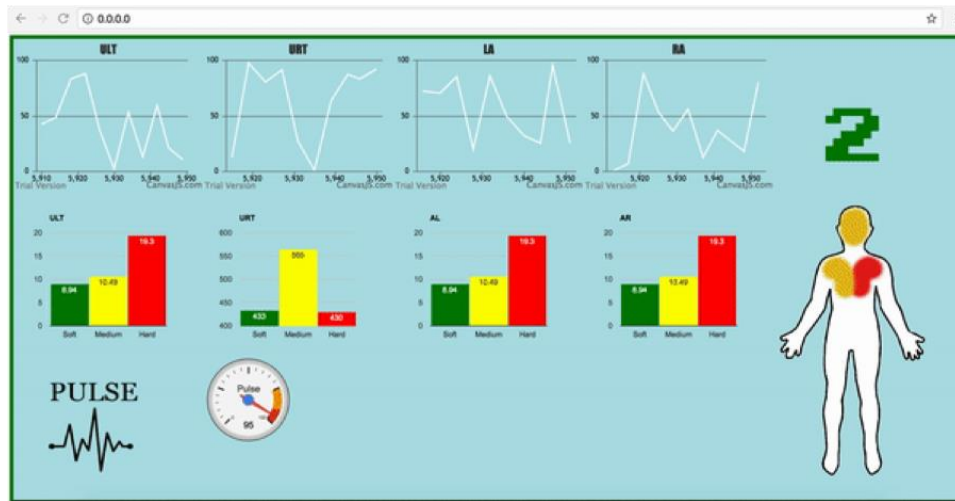 0.0.0.0
ULT
URT
LA
RA
100
50
0
5,910 5,920 5,930 5,940 5,950
Trial Version
CanvasJS.com
100
50
0
5,920 5,930 5,940 5,950
Trial Version
CanvasJS.com
100
50
0
5,920 5,930 5,940 5,950
Trial Version
CanvasJS.com
100
50
0
5,920 5,930 5,940 5,950
Trial Version
CanvasJS.com
2
ULT
20
15
10
5
0
8.94
10.49
19.3
Soft Medium Hard
URT
600
550
500
450
400
433
Soft Medium Hard
AL
20
15
10
5
0
8.94
10.49
19.3
Soft Medium Hard
AR
20
15
10
5
0
8.94
10.49
19.3
Soft Medium Hard
PULSE
Pulse
95